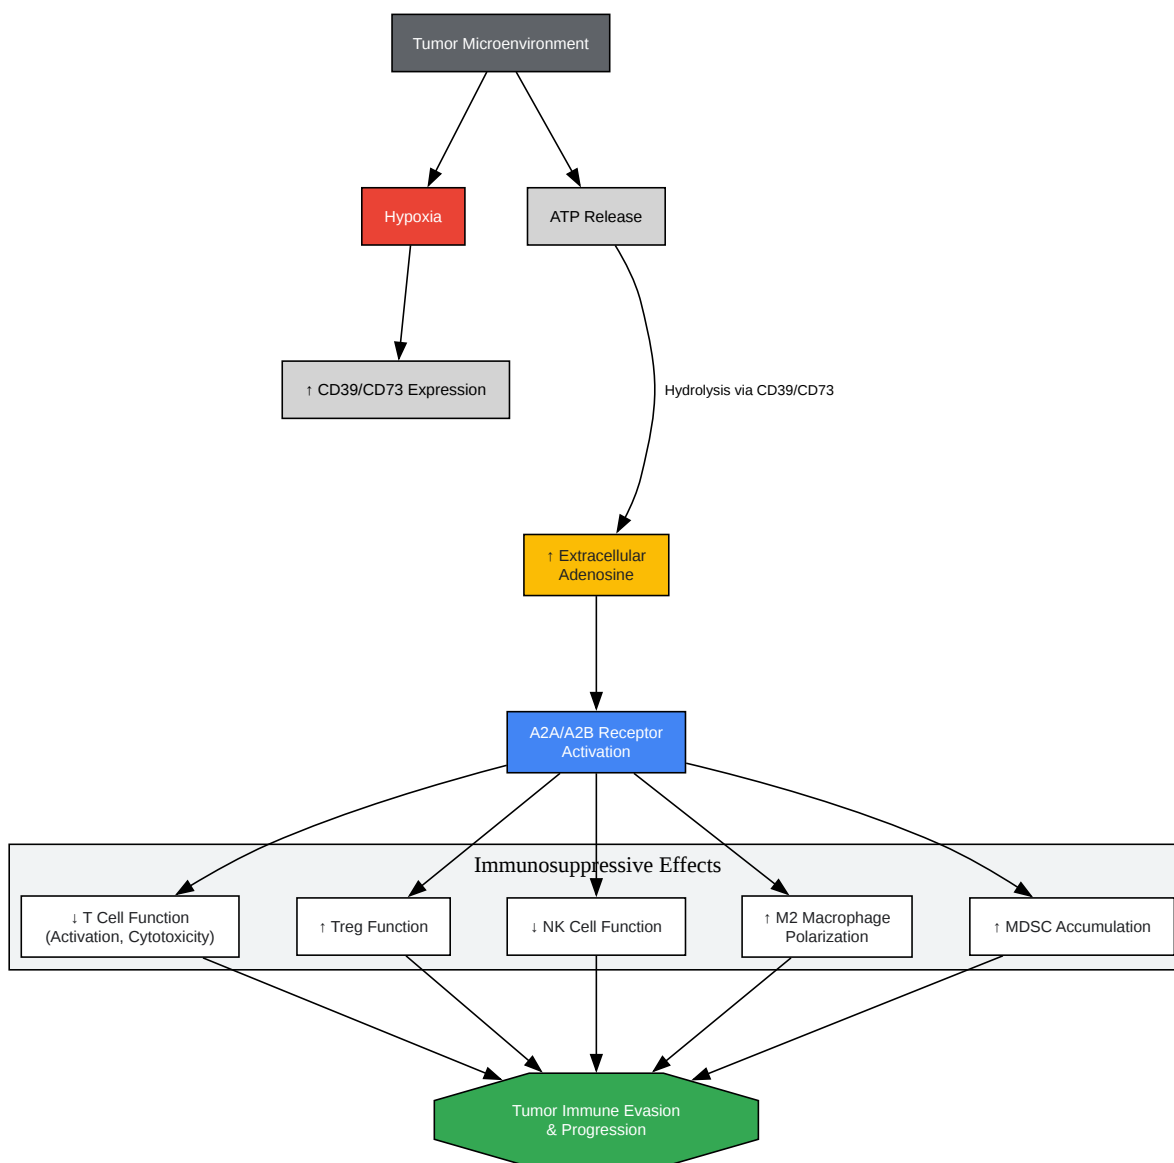 Tumor Microenvironment
Hypoxia
ATP Release
↑ CD39/CD73 Expression
Hydrolysis via CD39/CD73
↑ Extracellular
Adenosine
A2A/A2B Receptor
Activation
Immunosuppressive Effects
↓ T Cell Function
(Activation, Cytotoxicity)
↑ Treg Function
↓ NK Cell Function
↑ M2 Macrophage
Polarization
↑ MDSC Accumulation
Tumor Immune Evasion
& Progression